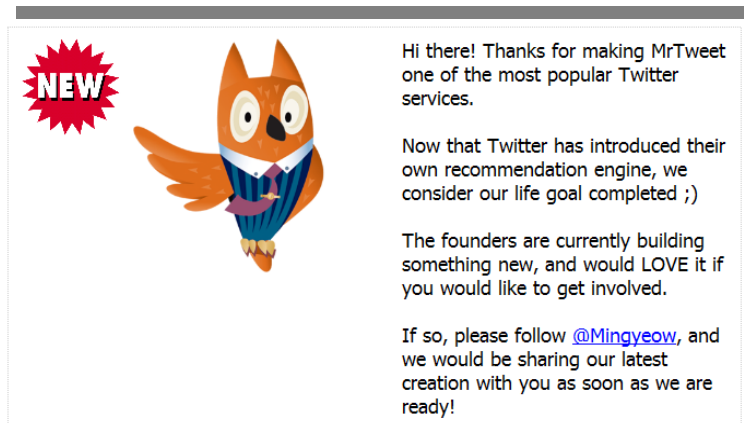 NEW
Hi there! Thanks for making MrTweet
one of the most popular Twitter
services.
Now that Twitter has introduced their
own recommendation engine, we
consider our life goal completed ;)
The founders are currently building
something new, and would LOVE it if
you would like to get involved.
If so, please follow @Mingyeow, and
we would be sharing our latest
creation with you as soon as we are
ready!